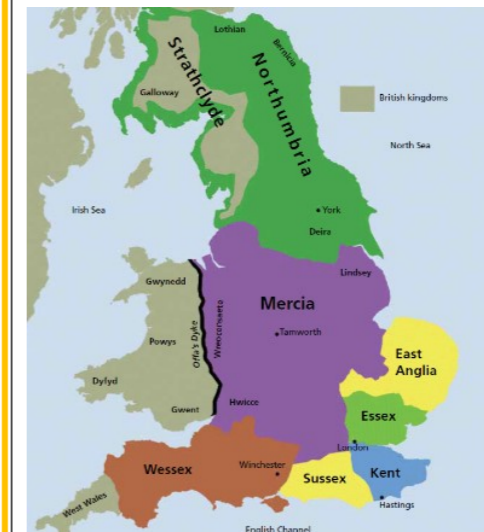 Lothian
Bernicia
Strathclyde
Northumbria
Galloway
British kingdoms
North Sea
Irish Sea
York
Deira
Lindsey
Gwynedd
Mercia
Offa's Dyke
Wreoconsaeta
Tamworth
Powys
East
Anglia
Dyfyd
Gwent
Hwicce
Essex
London
Wessex
Winchester
Sussex
Kent
West Wales
Hastings
English Channel